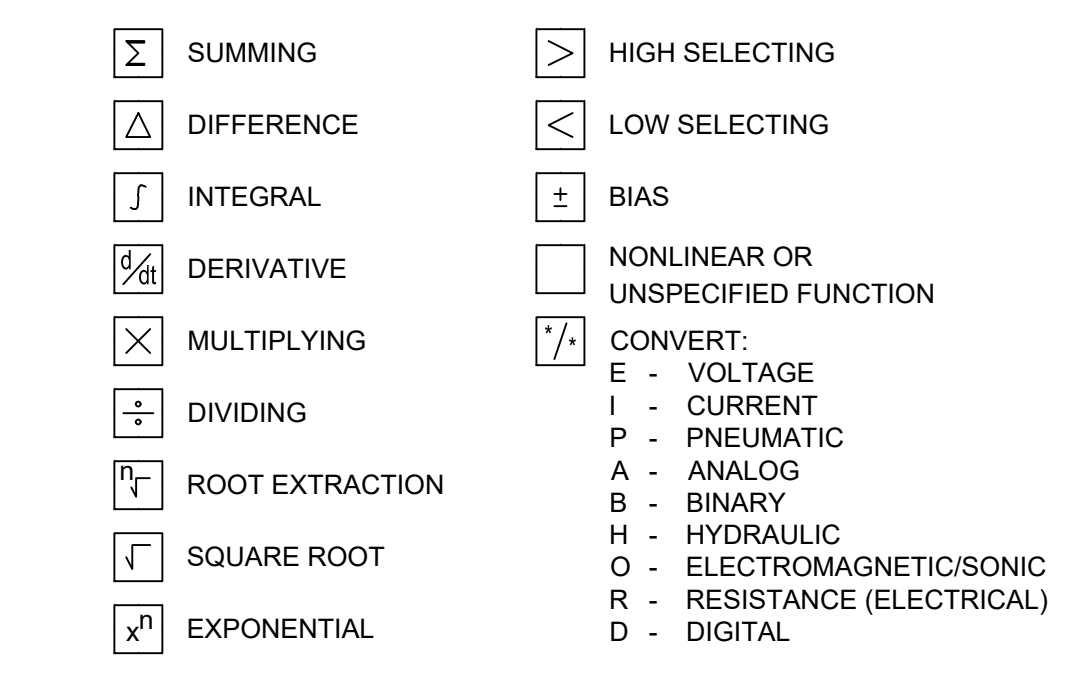 Σ SUMMING
△ DIFFERENCE
∫ INTEGRAL
d/dt DERIVATIVE
× MULTIPLYING
÷ DIVIDING
n√ ROOT EXTRACTION
√ SQUARE ROOT
xⁿ EXPONENTIAL
> HIGH SELECTING
< LOW SELECTING
± BIAS
NONLINEAR OR
UNSPECIFIED FUNCTION
*/* CONVERT:
E - VOLTAGE
I - CURRENT
P - PNEUMATIC
A - ANALOG
B - BINARY
H - HYDRAULIC
O - ELECTROMAGNETIC/SONIC
R - RESISTANCE (ELECTRICAL)
D - DIGITAL